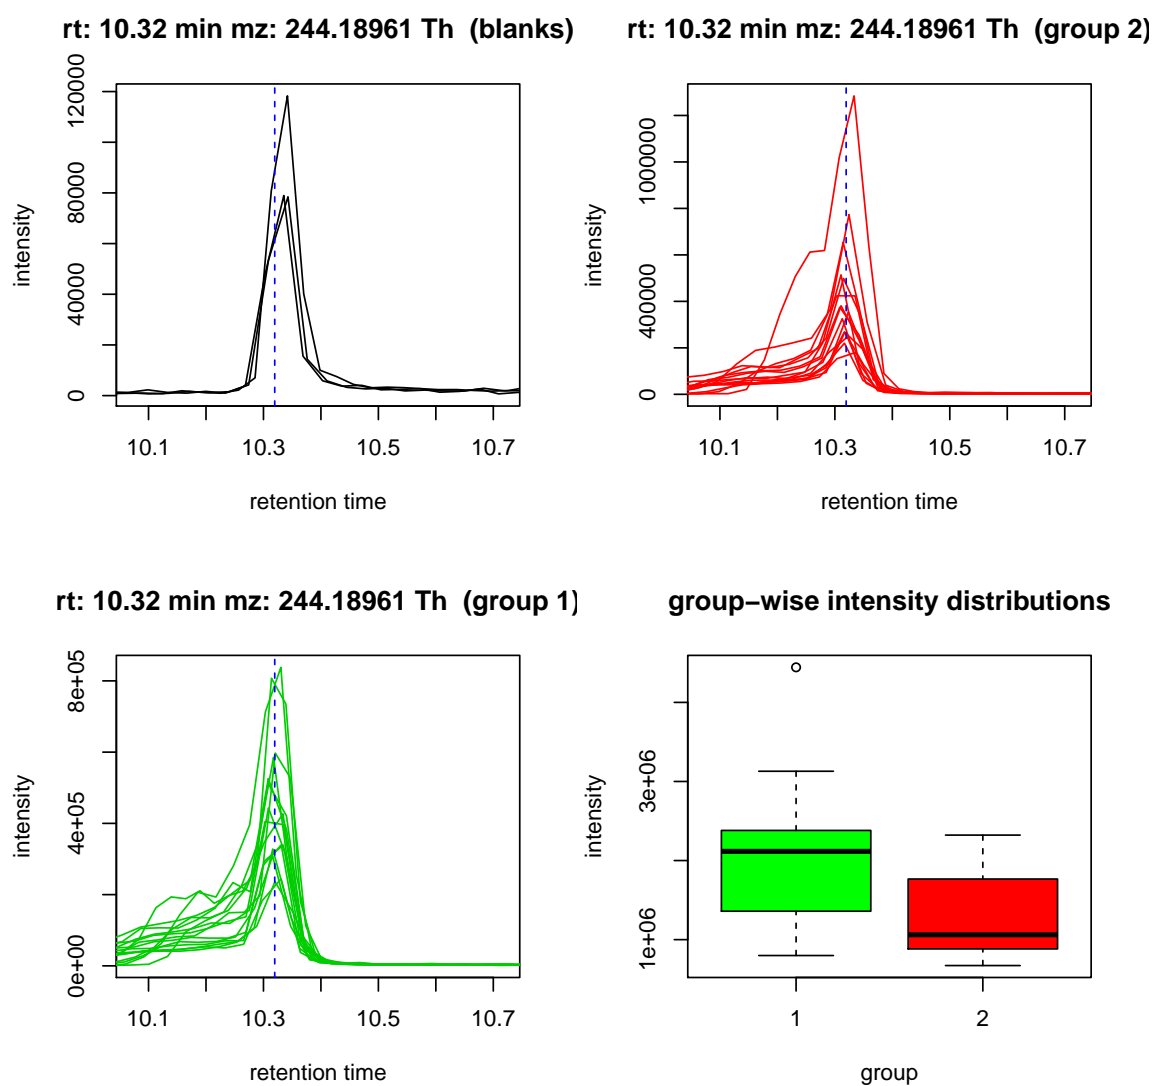 rt: 10.32 min mz: 244.18961 Th  (blanks)
120000
80000
40000
0
intensity
10.1
10.3
10.5
10.7
retention time
rt: 10.32 min mz: 244.18961 Th  (group 2)
1000000
400000
0
intensity
10.1
10.3
10.5
10.7
retention time
rt: 10.32 min mz: 244.18961 Th  (group 1)
8e+05
4e+05
0e+00
intensity
10.1
10.3
10.5
10.7
retention time
group−wise intensity distributions
3e+06
1e+06
intensity
1
2
group